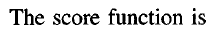 The score function is